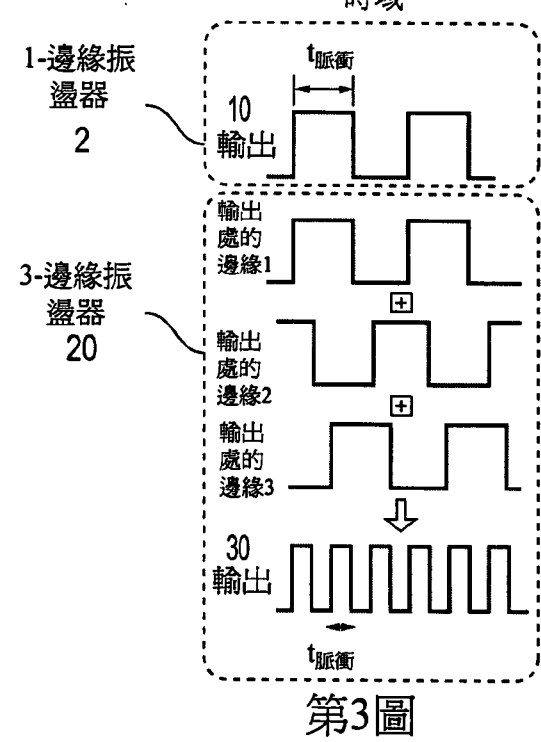 時域
1-邊緣振
盪器
2
t脈衝
10
輸出
輸出
處的
邊緣1
3-邊緣振
盪器
20
+
輸出
處的
邊緣2
+
輸出
處的
邊緣3
30
輸出
t脈衝
第3圖